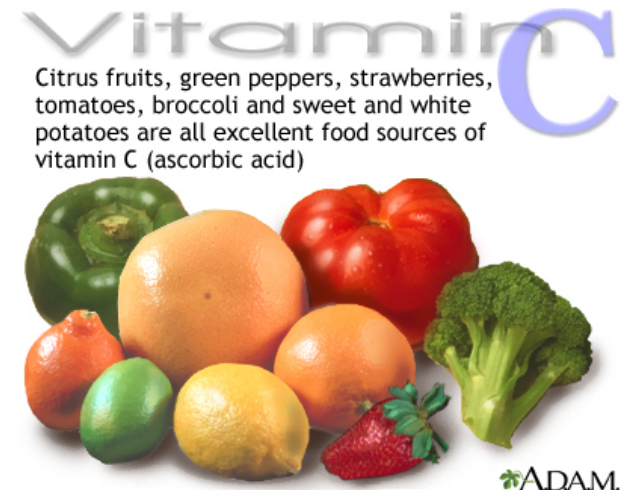 Vitamin C
Citrus fruits, green peppers, strawberries,
tomatoes, broccoli and sweet and white
potatoes are all excellent food sources of
vitamin C (ascorbic acid)
A.D.A.M.